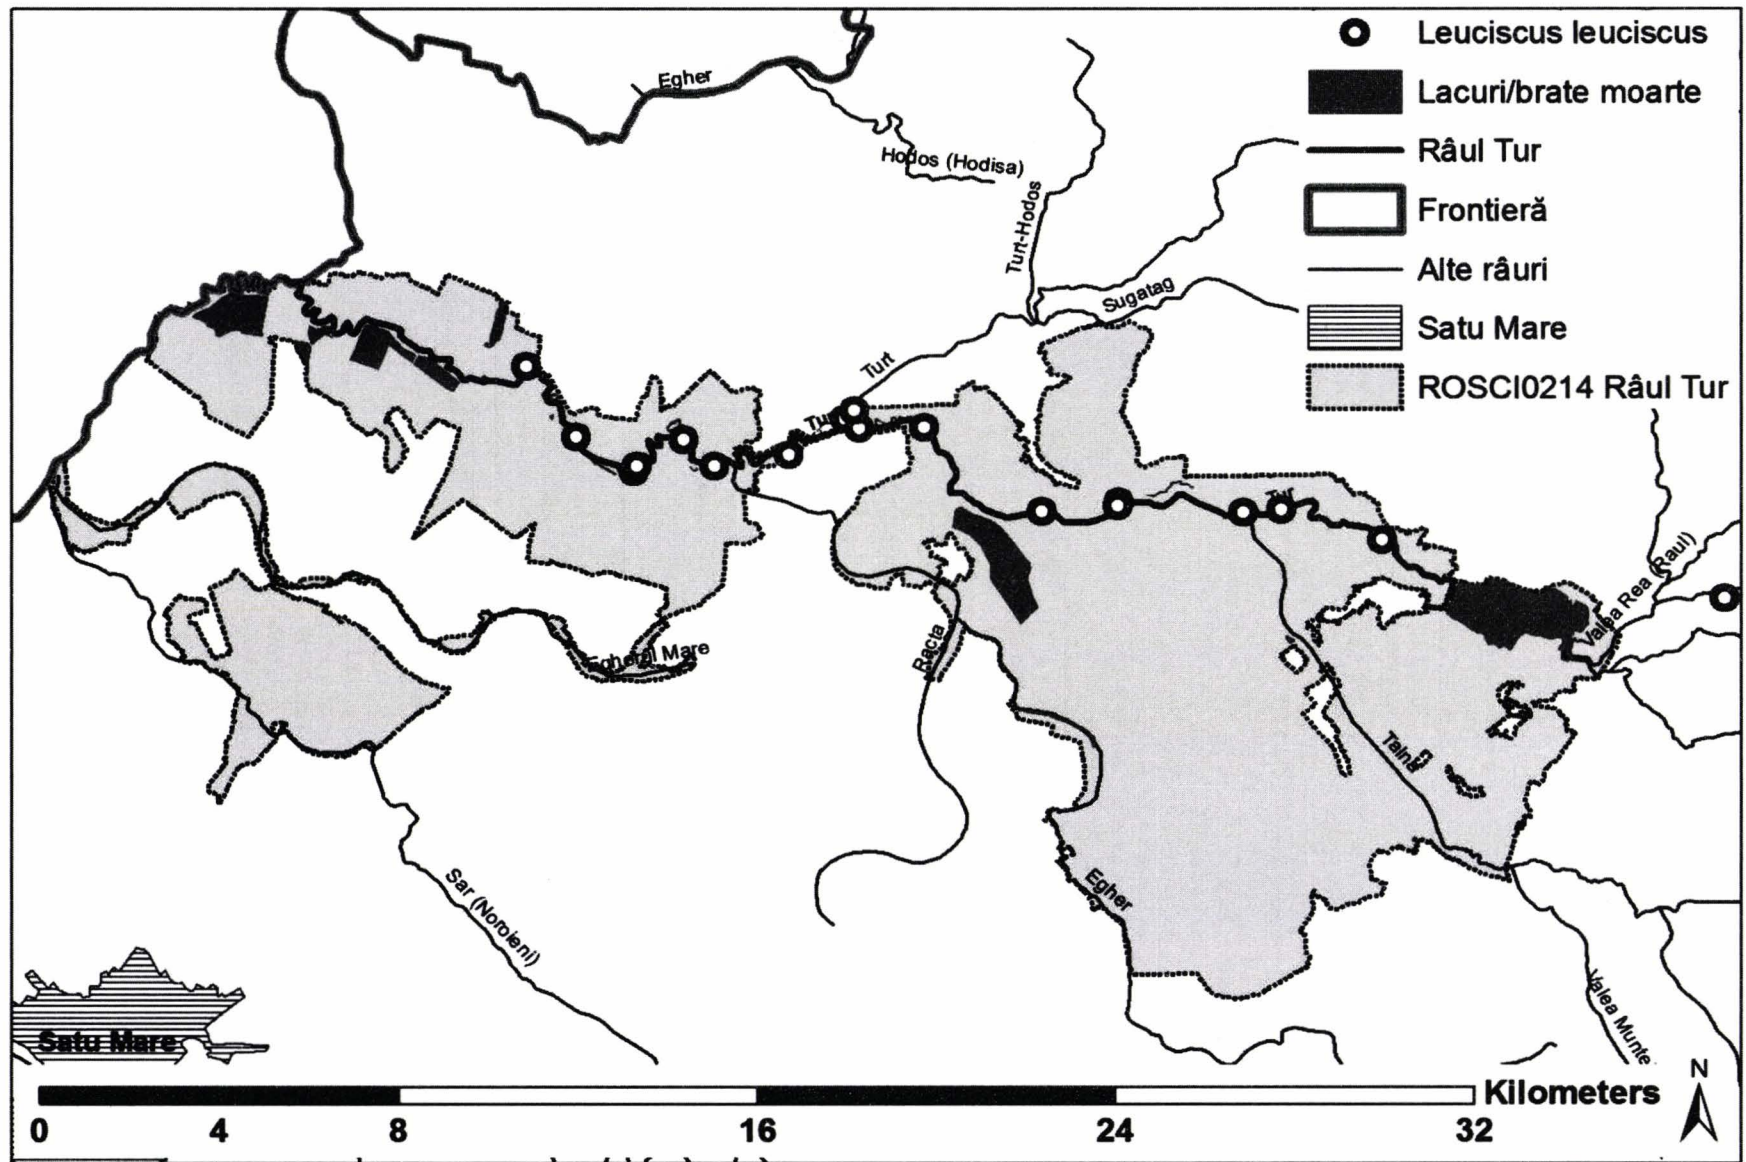 Leuciscus leuciscus
Lacuri/brate moarte
Râul Tur
Frontieră
Alte râuri
Satu Mare
ROSCI0214 Râul Tur
Egher
Hodos (Hodisa)
Turt-Hodos
Sugatag
Turt
Tur
Tur
Valea Rea (Raul)
Racta
Egherul Mare
Talna
Egher
Sar (Noroieni)
Valea Munte
Satu Mare
N
Kilometers
0 4 8 16 24 32